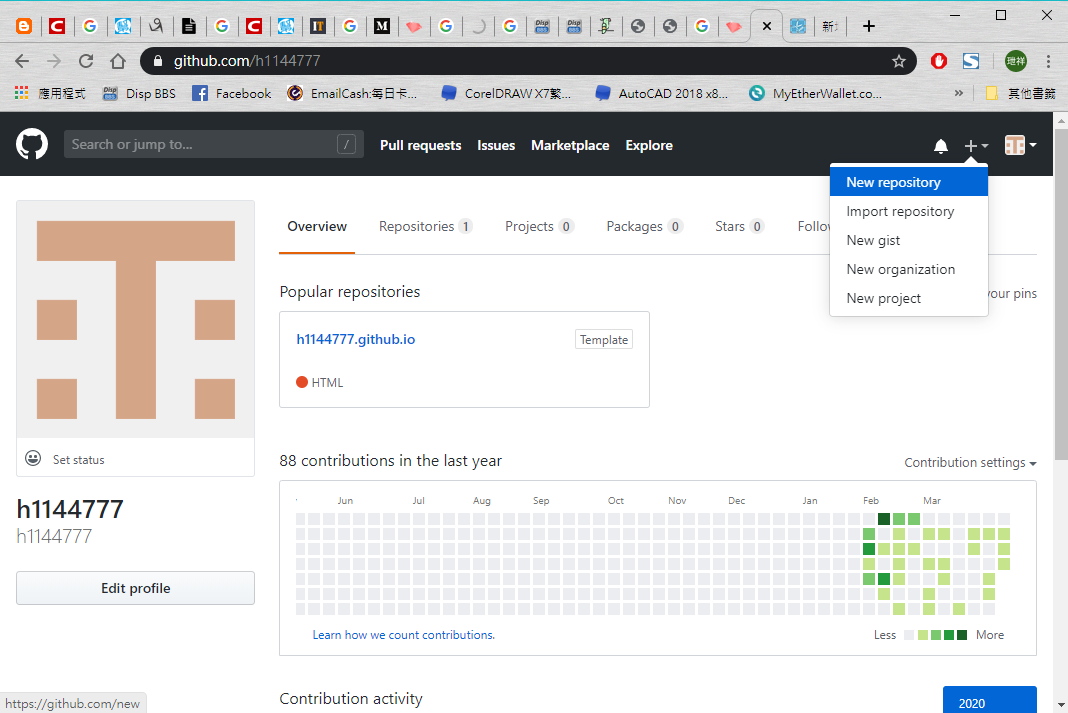 新
github.com/h1144777
理祥
應用程式 Disp BBS Facebook EmailCash:每日卡... CorelDRAW X7繁... AutoCAD 2018 x8... MyEtherWallet.co... » 其他書籤
Search or jump to... / Pull requests Issues Marketplace Explore
New repository
Import repository
New gist
New organization
New project
Overview Repositories 1 Projects 0 Packages 0 Stars 0 Follow
Popular repositories your pins
h1144777.github.io Template
HTML
Set status
88 contributions in the last year Contribution settings
Jun Jul Aug Sep Oct Nov Dec Jan Feb Mar
h1144777
h1144777
Edit profile
Learn how we count contributions. Less More
Contribution activity 2020
https://github.com/new